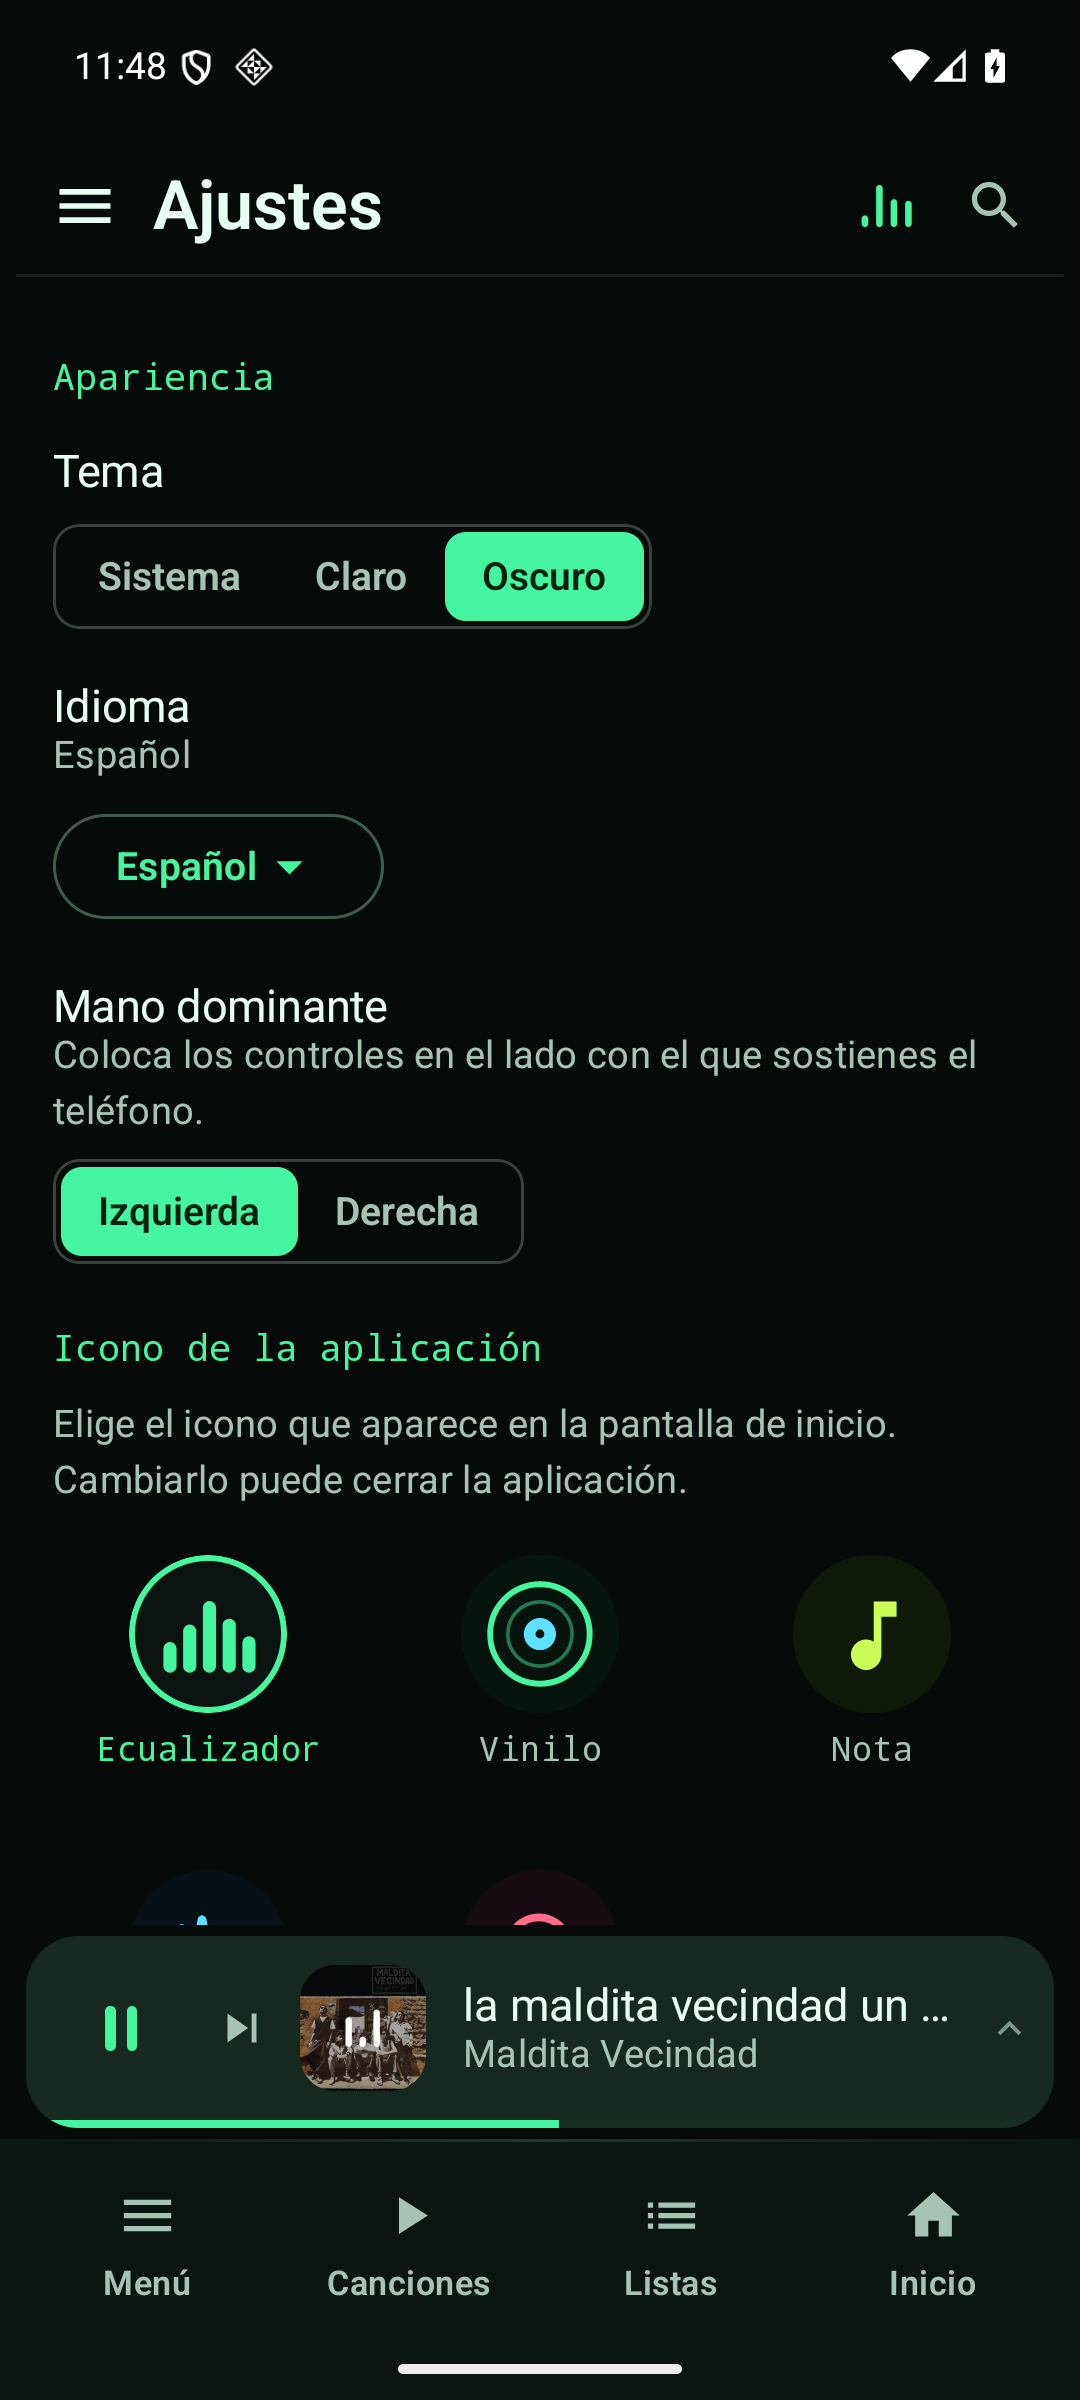 11:48
Ajustes
Apariencia
Tema
Sistema Claro Oscuro
Idioma
Español
Español
Mano dominante
Coloca los controles en el lado con el que sostienes el
teléfono.
Izquierda Derecha
Icono de la aplicación
Elige el icono que aparece en la pantalla de inicio.
Cambiarlo puede cerrar la aplicación.
Ecualizador Vinilo Nota
MALDITA
VECINDAD
la maldita vecindad un …
Maldita Vecindad
Menú Canciones Listas Inicio